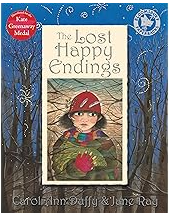 Kate
Greenaway
Medal
The
Lost
Happy
Endings
Carol Ann Duffy & Jane Ray